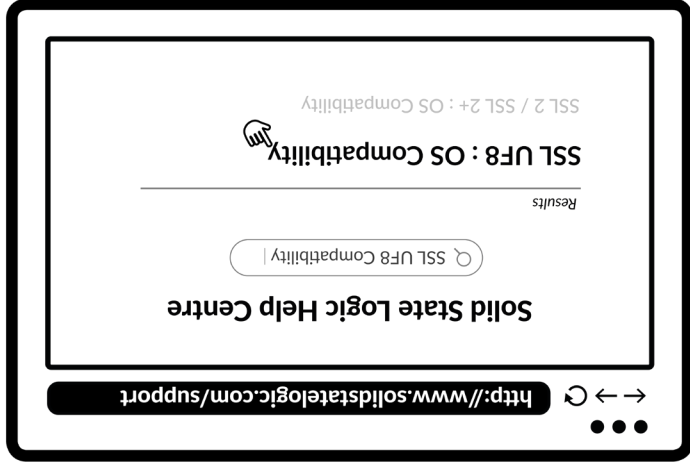 http://www.solidstatelogic.com/support
Solid State Logic Help Centre
SSL UF8 Compatibility
Results
SSL UF8 : OS Compatibility
SSL 2 / SSL 2+ : OS Compatibility